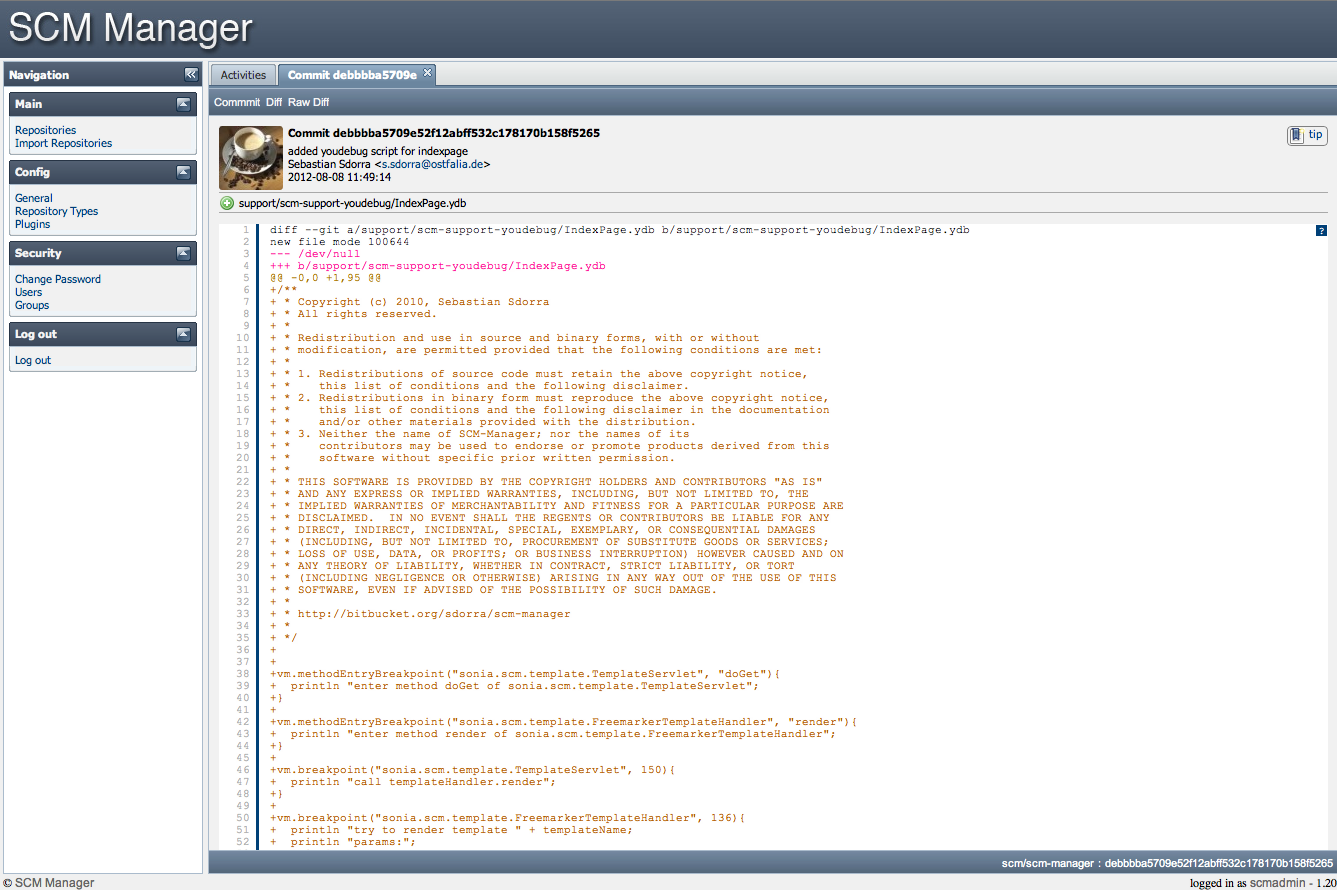 SCM Manager
Navigation
Main
Repositories
Import Repositories
Config
General
Repository Types
Plugins
Security
Change Password
Users
Groups
Log out
Log out
Activities
Commit debbbba5709e
Commmit Diff Raw Diff
Commit debbbba5709e52f12abff532c178170b158f5265
added youdebug script for indexpage
Sebastian Sdorra <s.sdorra@ostfalia.de>
2012-08-08 11:49:14
tip
support/scm-support-youdebug/IndexPage.ydb
?
1 diff --git a/support/scm-support-youdebug/IndexPage.ydb b/support/scm-support-youdebug/IndexPage.ydb
2 new file mode 100644
3 --- /dev/null
4 +++ b/support/scm-support-youdebug/IndexPage.ydb
5 @@ -0,0 +1,95 @@
6 +/**
7 + * Copyright (c) 2010, Sebastian Sdorra
8 + * All rights reserved.
9 + *
10 + * Redistribution and use in source and binary forms, with or without
11 + * modification, are permitted provided that the following conditions are met:
12 + *
13 + * 1. Redistributions of source code must retain the above copyright notice,
14 + *    this list of conditions and the following disclaimer.
15 + * 2. Redistributions in binary form must reproduce the above copyright notice,
16 + *    this list of conditions and the following disclaimer in the documentation
17 + *    and/or other materials provided with the distribution.
18 + * 3. Neither the name of SCM-Manager; nor the names of its
19 + *    contributors may be used to endorse or promote products derived from this
20 + *    software without specific prior written permission.
21 + *
22 + * THIS SOFTWARE IS PROVIDED BY THE COPYRIGHT HOLDERS AND CONTRIBUTORS "AS IS"
23 + * AND ANY EXPRESS OR IMPLIED WARRANTIES, INCLUDING, BUT NOT LIMITED TO, THE
24 + * IMPLIED WARRANTIES OF MERCHANTABILITY AND FITNESS FOR A PARTICULAR PURPOSE ARE
25 + * DISCLAIMED.  IN NO EVENT SHALL THE REGENTS OR CONTRIBUTORS BE LIABLE FOR ANY
26 + * DIRECT, INDIRECT, INCIDENTAL, SPECIAL, EXEMPLARY, OR CONSEQUENTIAL DAMAGES
27 + * (INCLUDING, BUT NOT LIMITED TO, PROCUREMENT OF SUBSTITUTE GOODS OR SERVICES;
28 + * LOSS OF USE, DATA, OR PROFITS; OR BUSINESS INTERRUPTION) HOWEVER CAUSED AND ON
29 + * ANY THEORY OF LIABILITY, WHETHER IN CONTRACT, STRICT LIABILITY, OR TORT
30 + * (INCLUDING NEGLIGENCE OR OTHERWISE) ARISING IN ANY WAY OUT OF THE USE OF THIS
31 + * SOFTWARE, EVEN IF ADVISED OF THE POSSIBILITY OF SUCH DAMAGE.
32 + *
33 + * http://bitbucket.org/sdorra/scm-manager
34 + *
35 + */
36 +
37 +
38 +vm.methodEntryBreakpoint("sonia.scm.template.TemplateServlet", "doGet"){
39 +  println "enter method doGet of sonia.scm.template.TemplateServlet";
40 +}
41 +
42 +vm.methodEntryBreakpoint("sonia.scm.template.FreemarkerTemplateHandler", "render"){
43 +  println "enter method render of sonia.scm.template.FreemarkerTemplateHandler";
44 +}
45 +
46 +vm.breakpoint("sonia.scm.template.TemplateServlet", 150){
47 +  println "call templateHandler.render";
48 +}
49 +
50 +vm.breakpoint("sonia.scm.template.FreemarkerTemplateHandler", 136){
51 +  println "try to render template " + templateName;
52 +  println "params:";
scm/scm-manager : debbbba5709e52f12abff532c178170b158f5265
© SCM Manager
logged in as scmadmin - 1.20